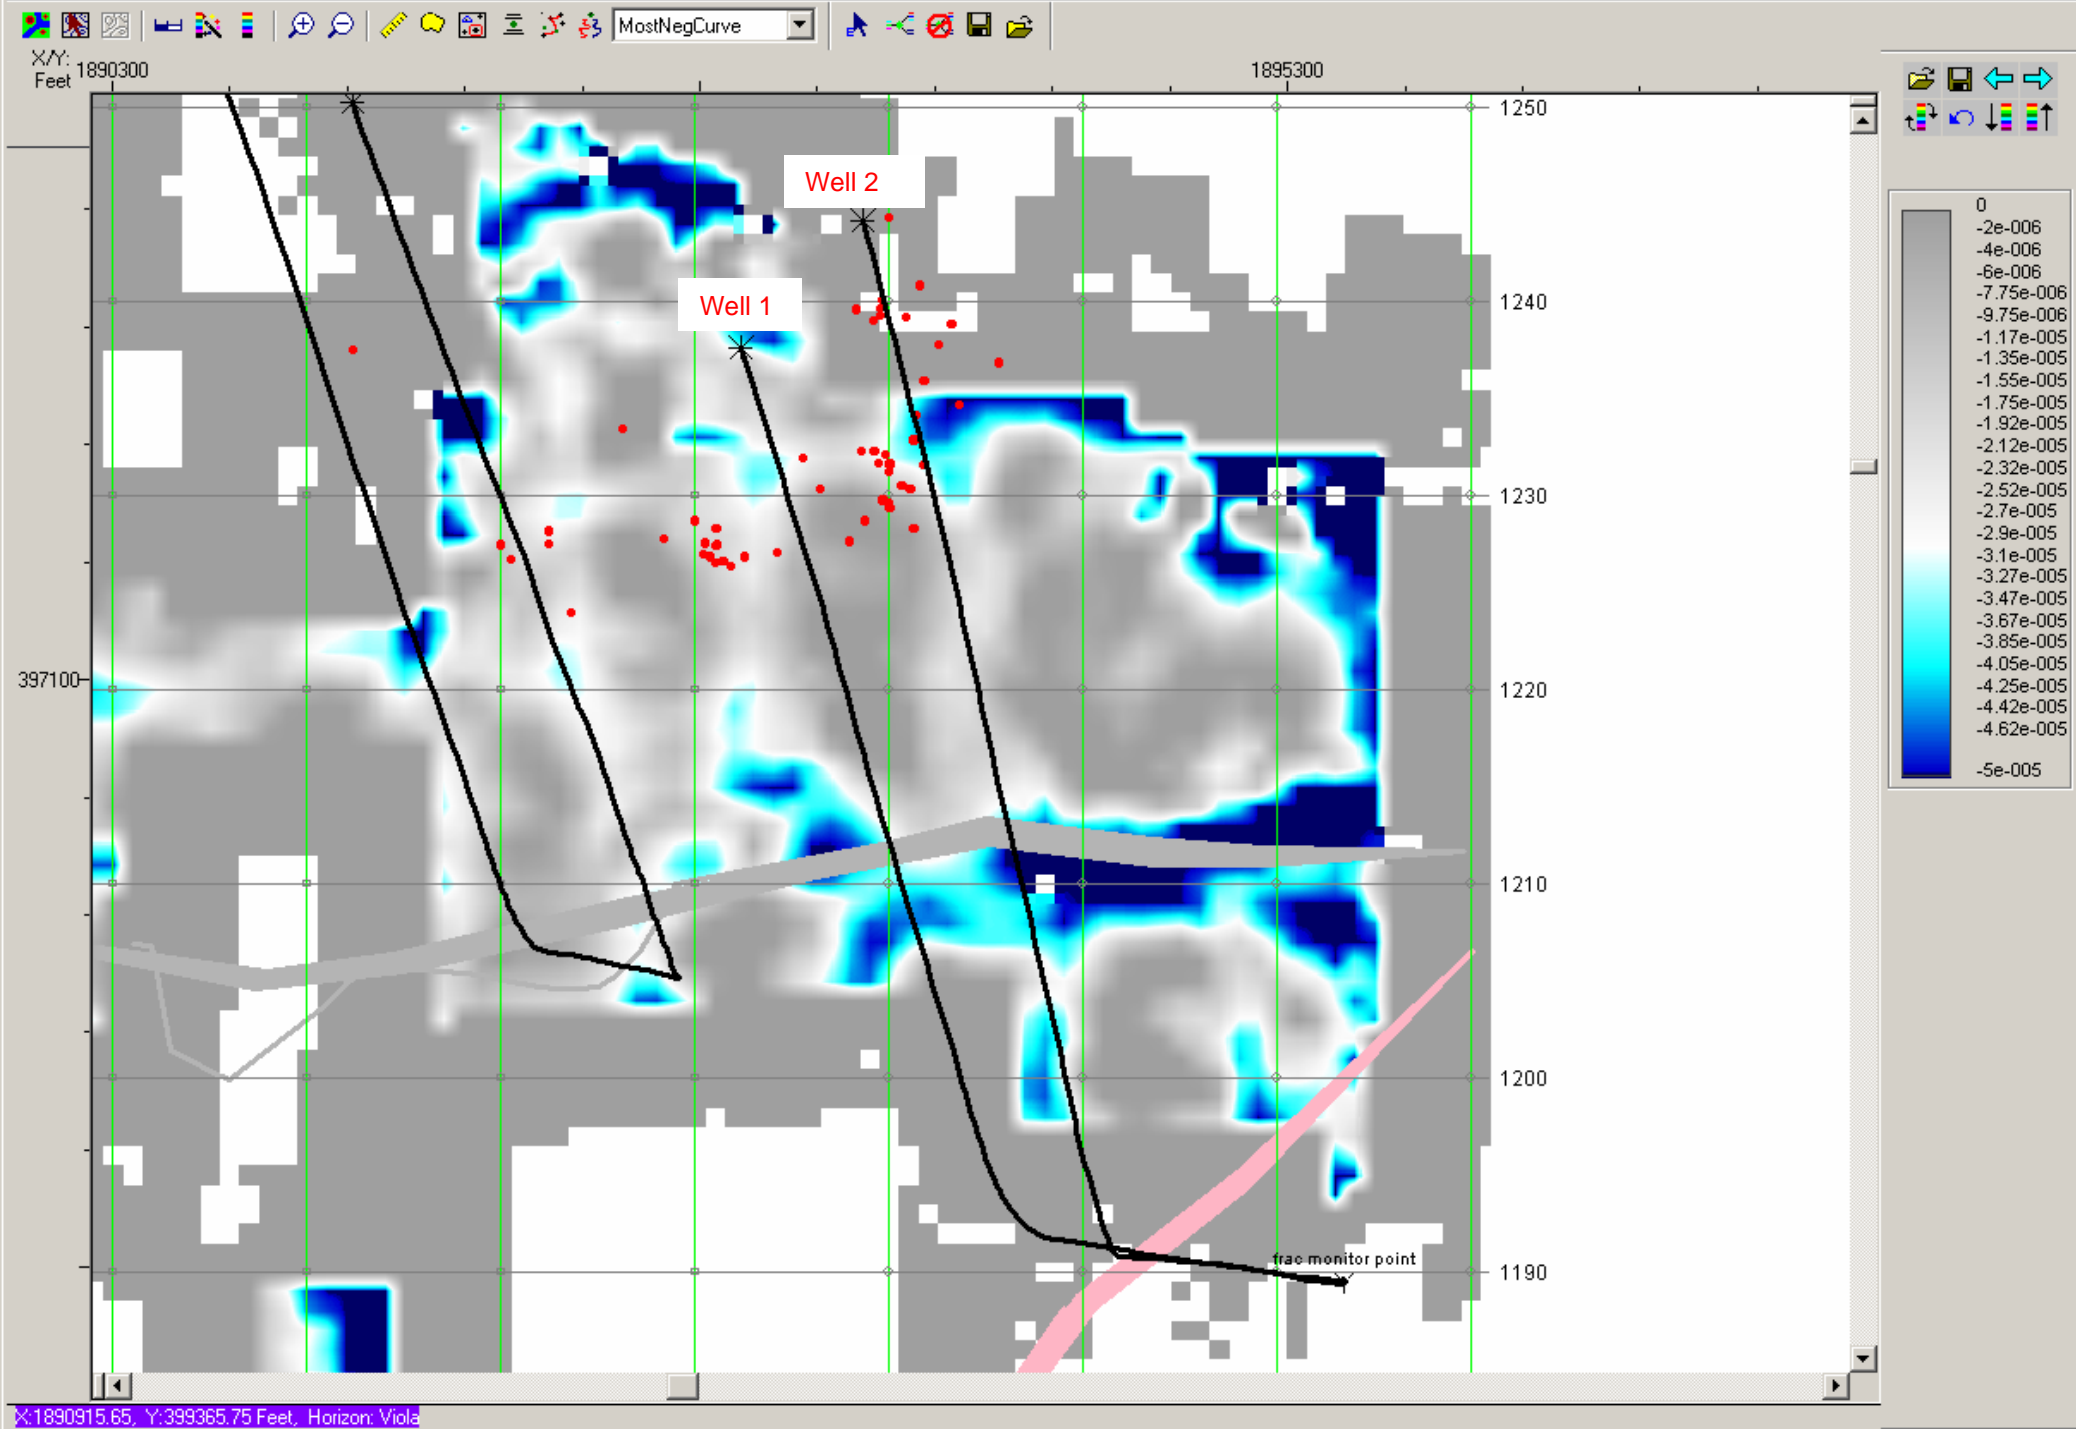 MostNegCurve
X/Y:
Feet
1890300
1895300
1250
Well 2
1240
Well 1
1230
397100
1220
1210
1200
frac monitor point
1190
0
-2e-006
-4e-006
-6e-006
-7.75e-006
-9.75e-006
-1.17e-005
-1.35e-005
-1.55e-005
-1.75e-005
-1.92e-005
-2.12e-005
-2.32e-005
-2.52e-005
-2.7e-005
-2.9e-005
-3.1e-005
-3.27e-005
-3.47e-005
-3.67e-005
-3.85e-005
-4.05e-005
-4.25e-005
-4.42e-005
-4.62e-005
-5e-005
X:1890915.65, Y:399365.75 Feet, Horizon: Viola